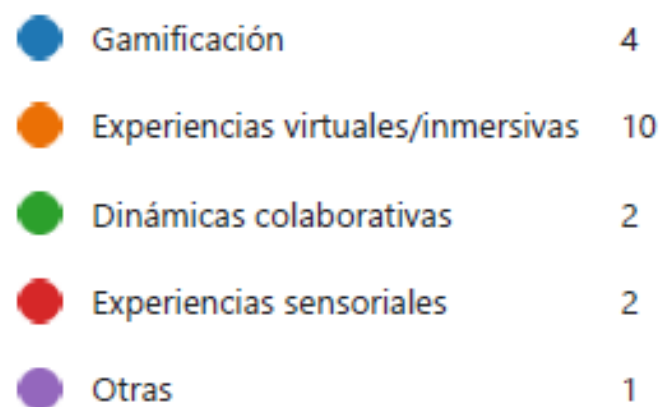 Gamificación 4
Experiencias virtuales/inmersivas 10
Dinámicas colaborativas 2
Experiencias sensoriales 2
Otras 1